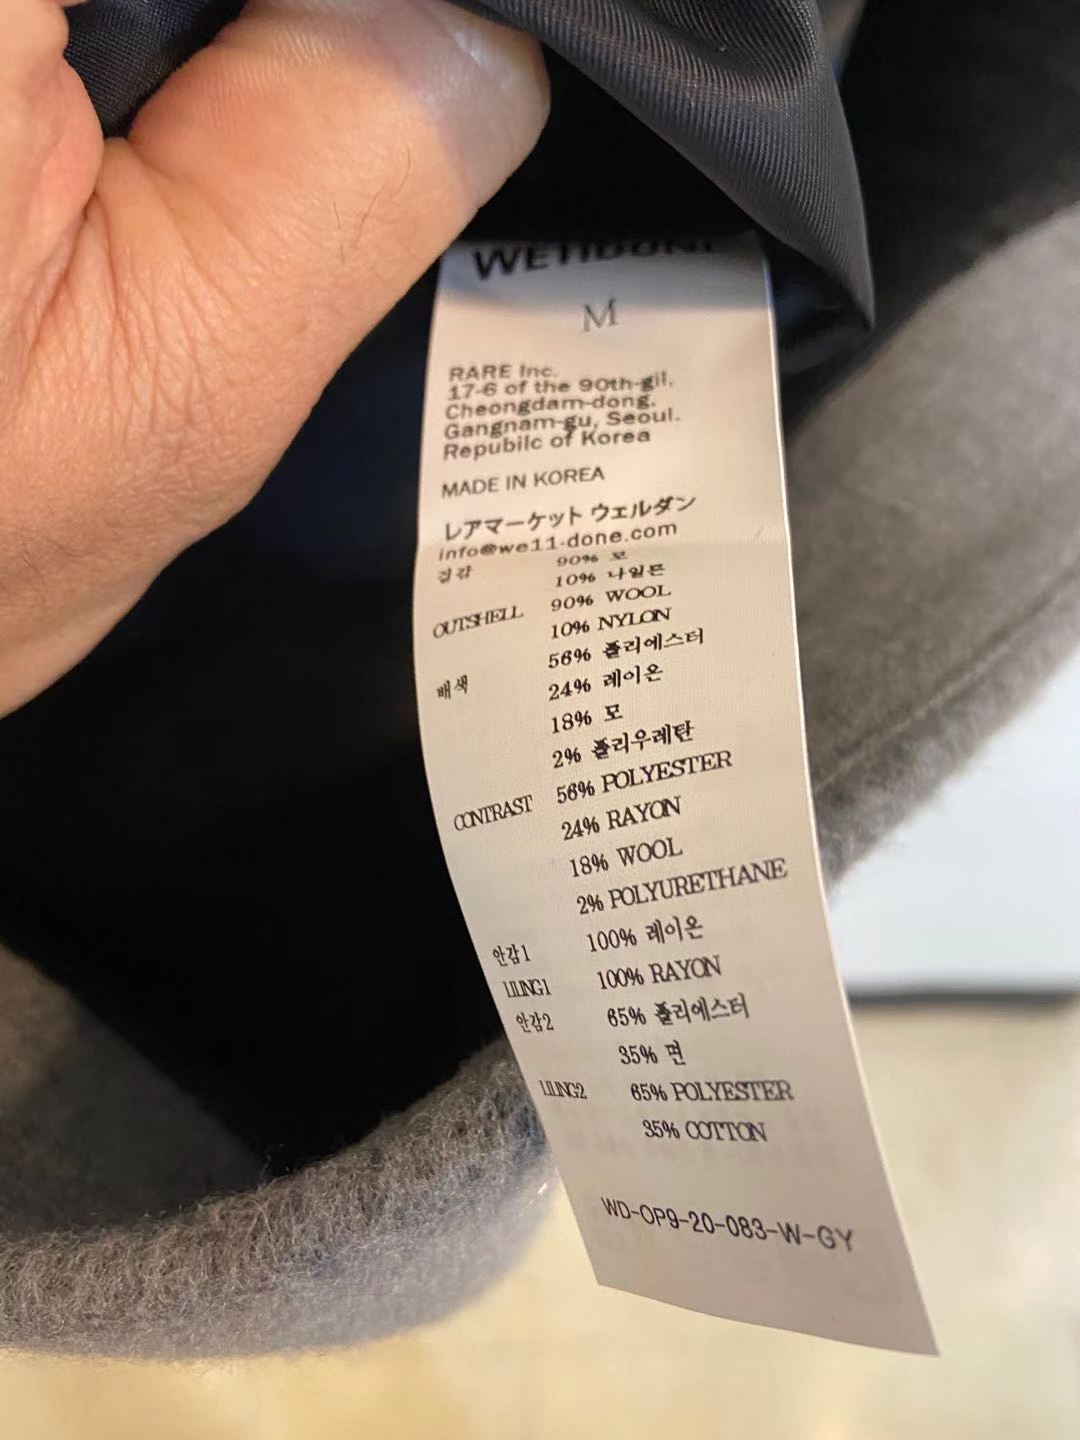 WE11DONE
M
RARE Inc.
17-6 of the 90th-gil,
Cheongdam-dong,
Gangnam-gu, Seoul.
Repubilc of Korea
MADE IN KOREA
レアマーケット ウェルダン
info@we11-done.com
겉감 90% 모
10% 나일론
OUTSHELL 90% WOOL
10% NYLON
배색 56% 폴리에스터
24% 레이온
18% 모
2% 폴리우레탄
CONTRAST 56% POLYESTER
24% RAYON
18% WOOL
2% POLYURETHANE
안감1 100% 레이온
LILING1 100% RAYON
안감2 65% 폴리에스터
35% 면
LILING2 65% POLYESTER
35% COTTON
WD-OP9-20-083-W-GY